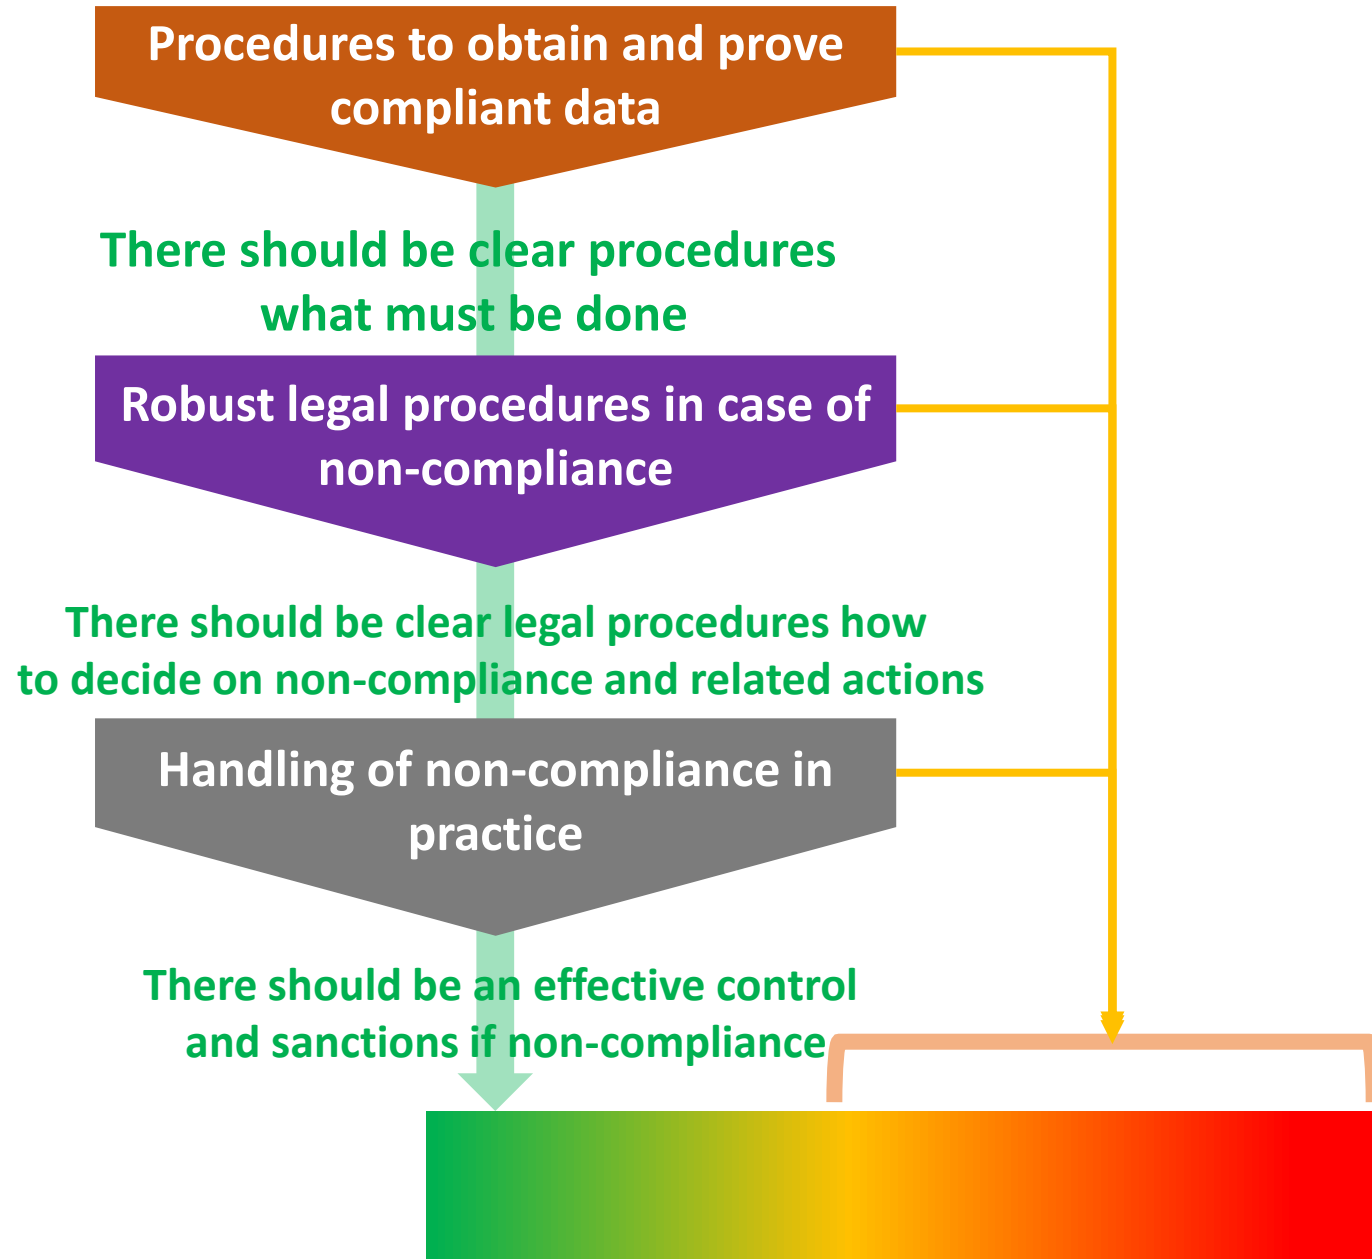 Procedures to obtain and prove
compliant data
There should be clear procedures
what must be done
Robust legal procedures in case of
non-compliance
There should be clear legal procedures how
to decide on non-compliance and related actions
Handling of non-compliance in
practice
There should be an effective control
and sanctions if non-compliance